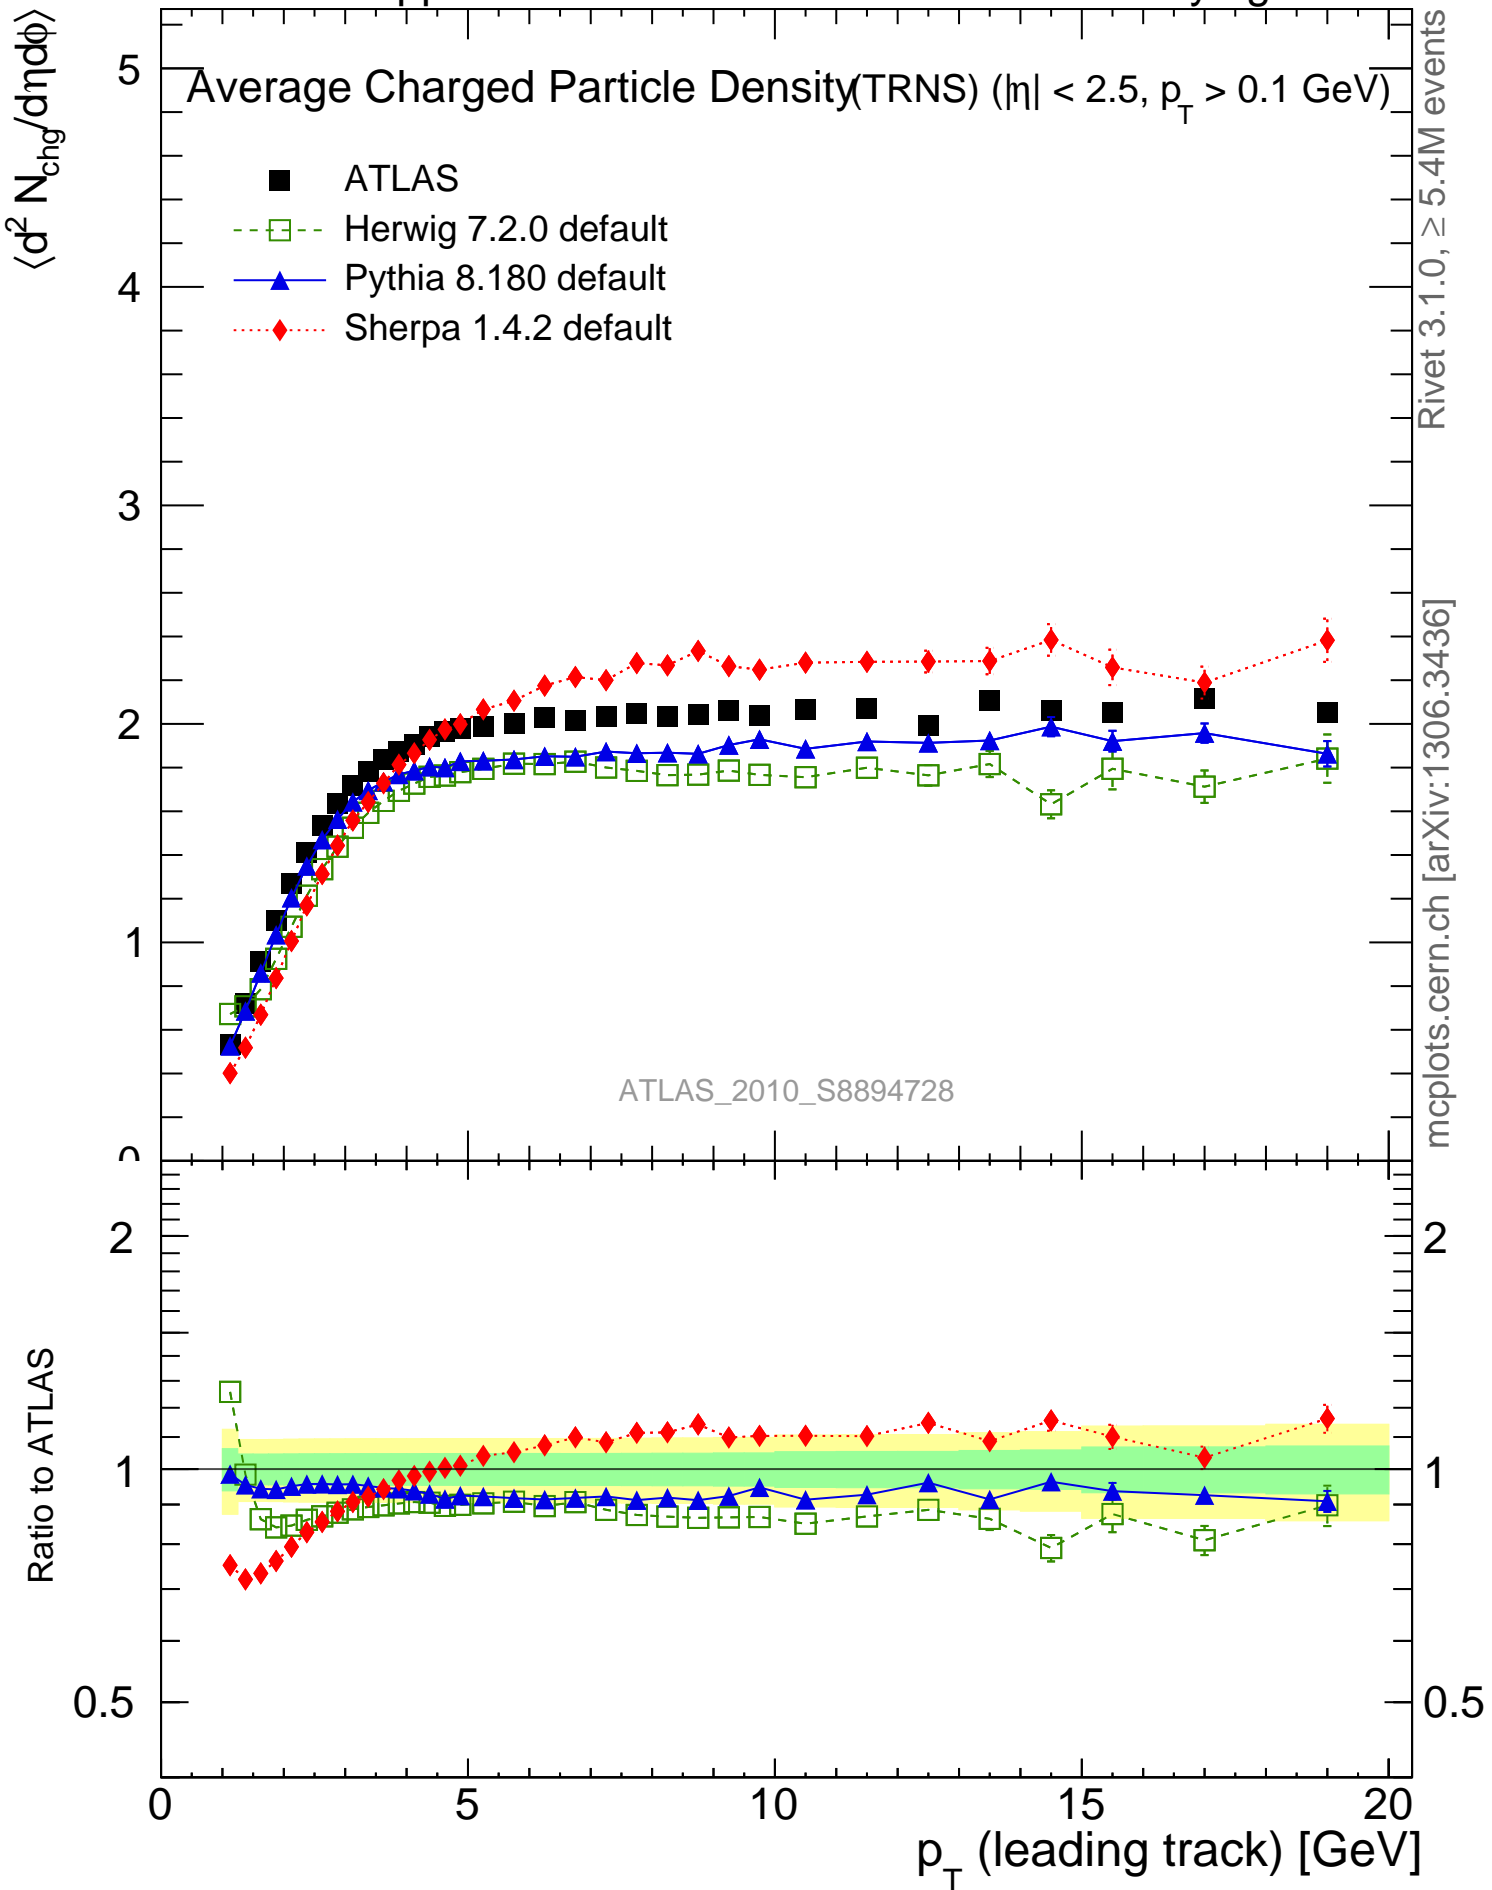 ⟨d² N_chg/dηdϕ⟩
Average Charged Particle Density (TRNS) (|η| < 2.5, p_T > 0.1 GeV)
ATLAS
Herwig 7.2.0 default
Pythia 8.180 default
Sherpa 1.4.2 default
5
4
3
2
1
0
ATLAS_2010_S8894728
Rivet 3.1.0, ≥ 5.4M events
mcplots.cern.ch [arXiv:1306.3436]
Ratio to ATLAS
2
1
0.5
2
1
0.5
0
5
10
15
20
p_T (leading track) [GeV]